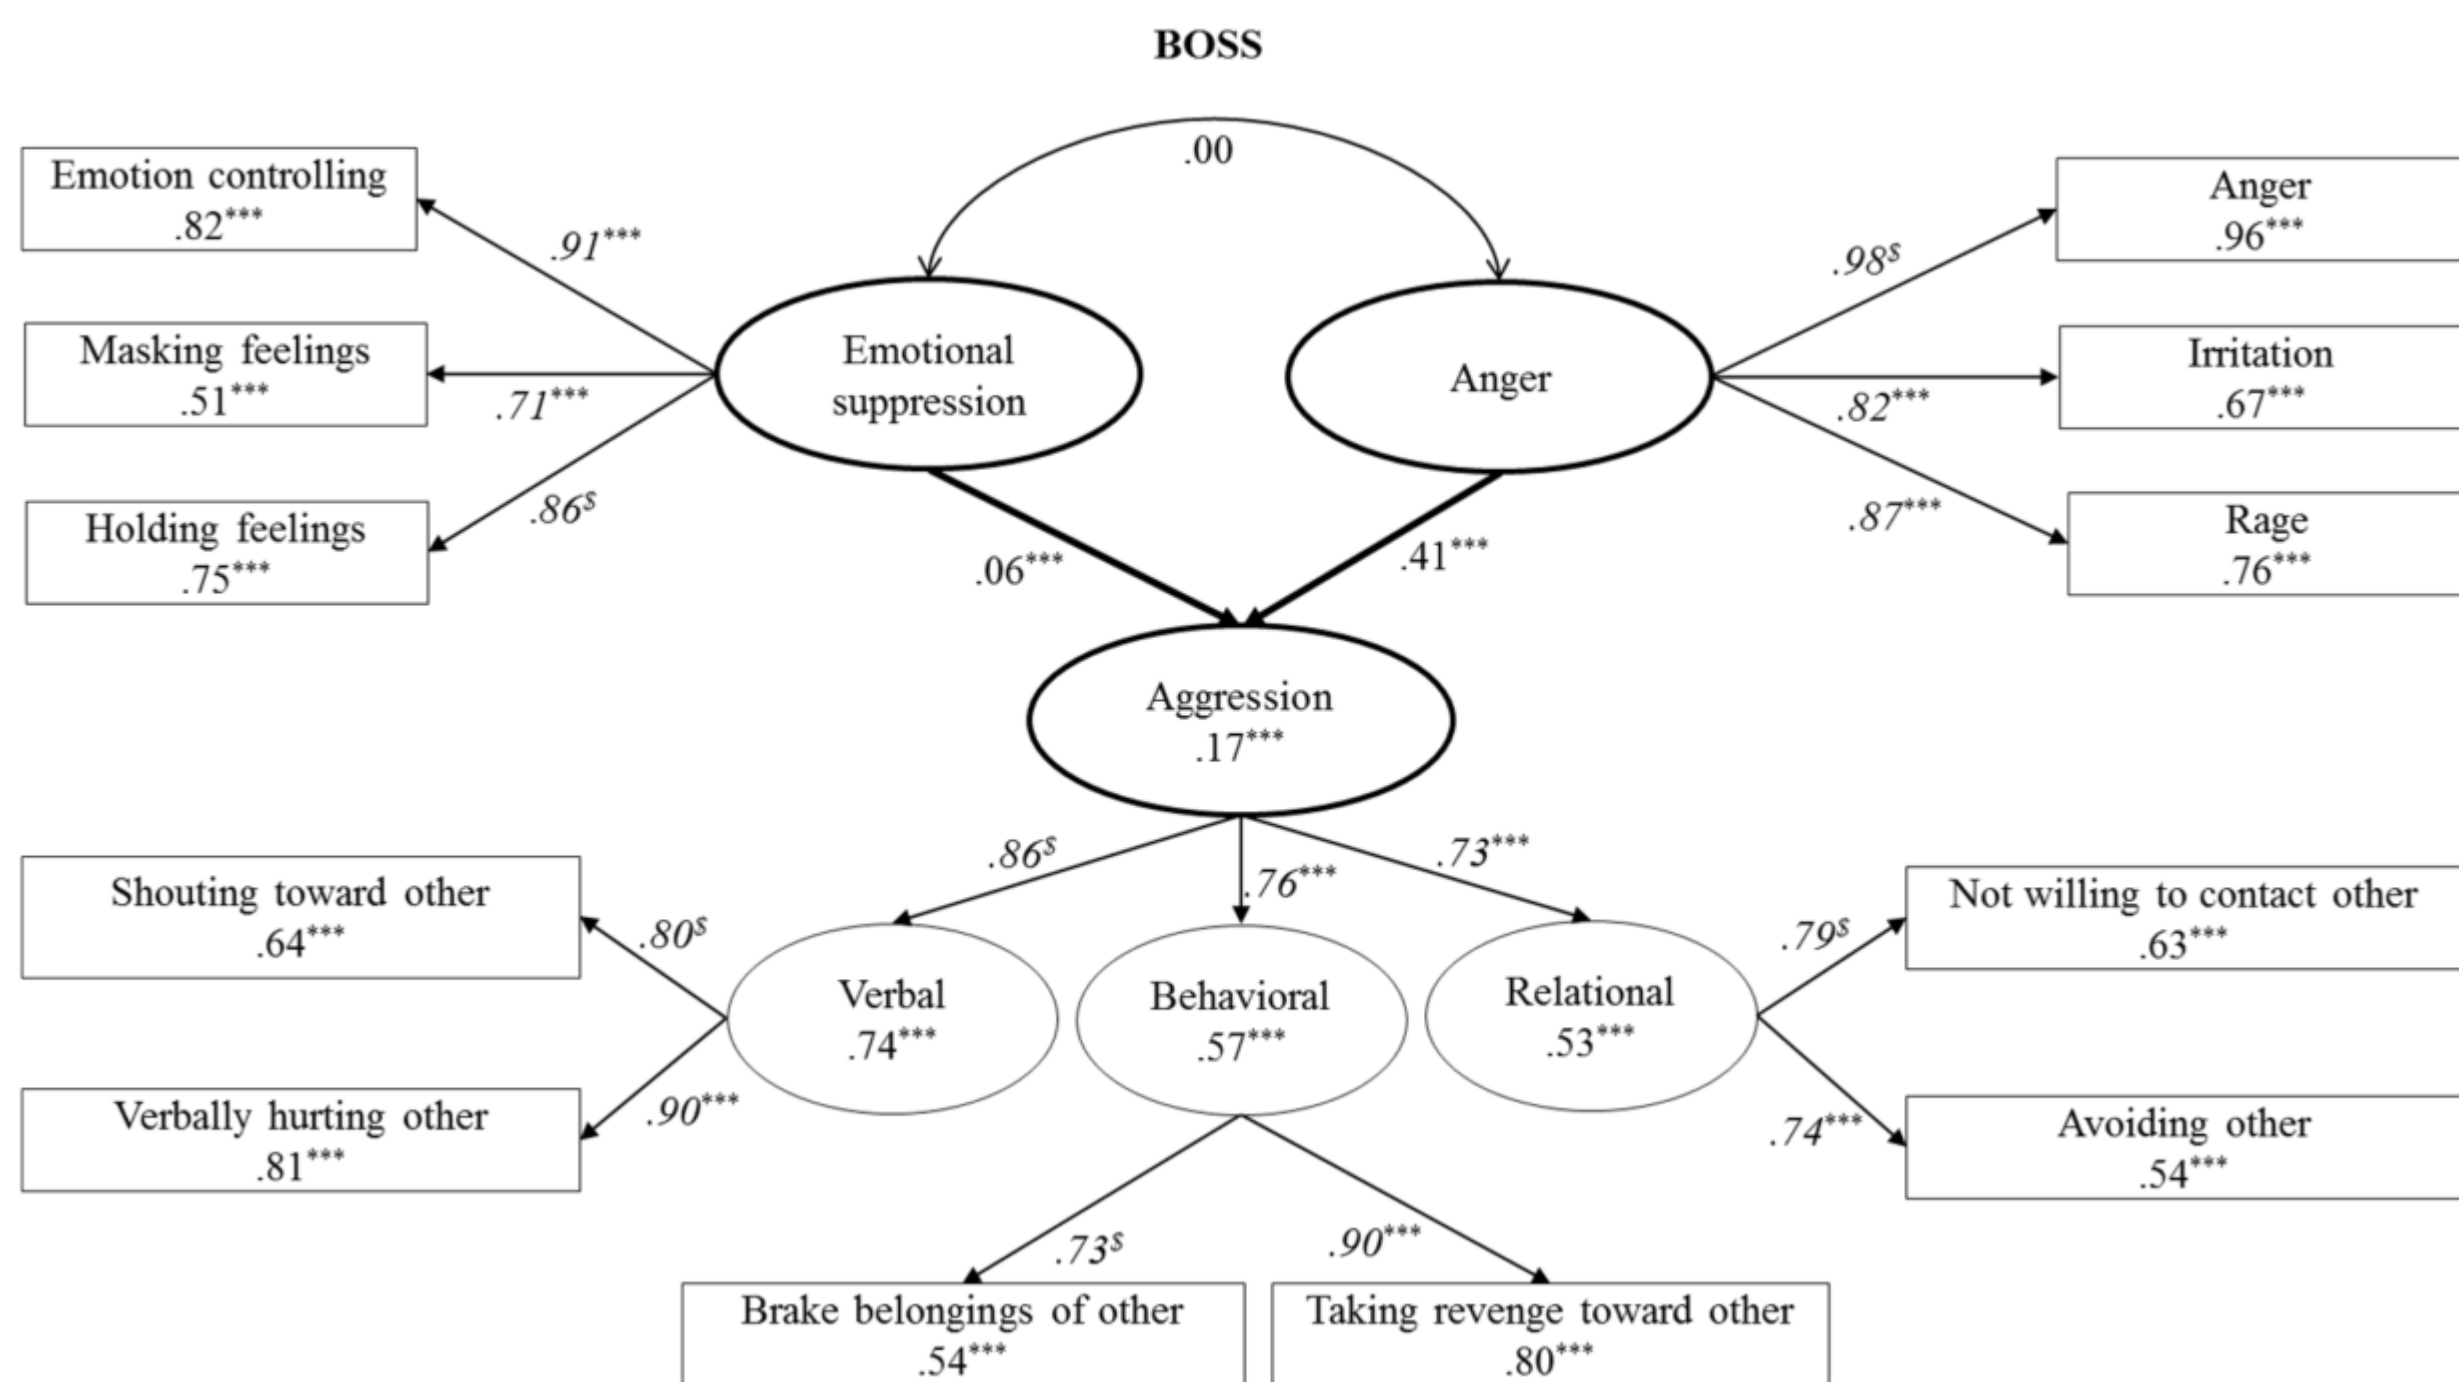 BOSS
.00
Emotion controlling
.82***
.91***
Masking feelings
.51***
.71***
Holding feelings
.75***
.86$
Emotional
suppression
Anger
Anger
.96***
.98$
Irritation
.67***
.82***
Rage
.76***
.87***
.06***
.41***
Aggression
.17***
.86$
.76***
.73***
Shouting toward other
.64***
.80$
Verbally hurting other
.81***
.90***
Verbal
.74***
Behavioral
.57***
Relational
.53***
Not willing to contact other
.63***
.79$
Avoiding other
.54***
.74***
.73$
.90***
Brake belongings of other
.54***
Taking revenge toward other
.80***